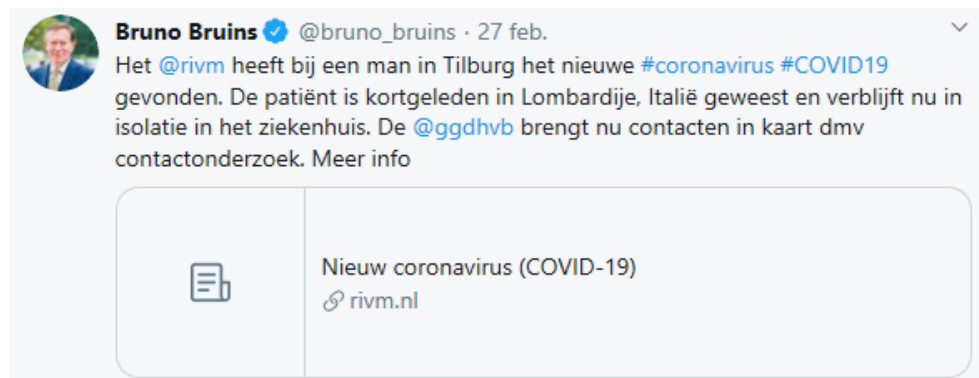 Bruno Bruins @bruno_bruins · 27 feb.
Het @rivm heeft bij een man in Tilburg het nieuwe #coronavirus #COVID19
gevonden. De patiënt is kortgeleden in Lombardije, Italië geweest en verblijft nu in
isolatie in het ziekenhuis. De @ggdhvb brengt nu contacten in kaart dmv
contactonderzoek. Meer info
Nieuw coronavirus (COVID-19)
rivm.nl